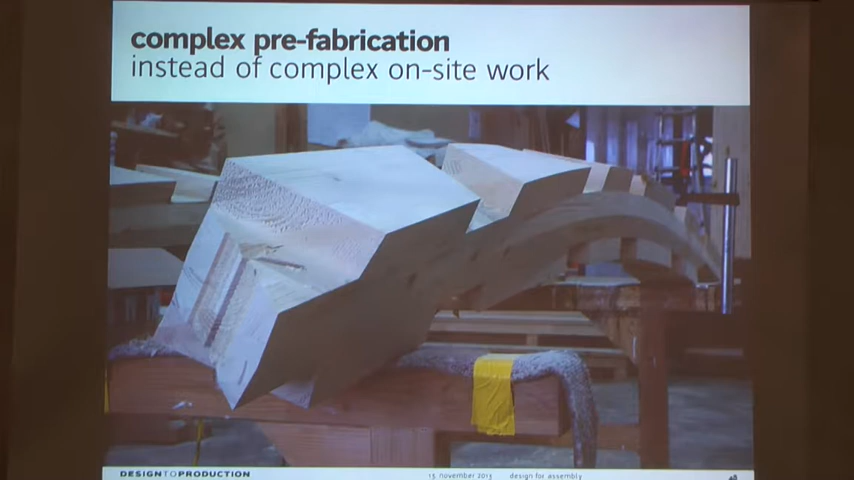 complex pre-fabrication
instead of complex on-site work
DESIGNTOPRODUCTION
15. november 2013
design for assembly